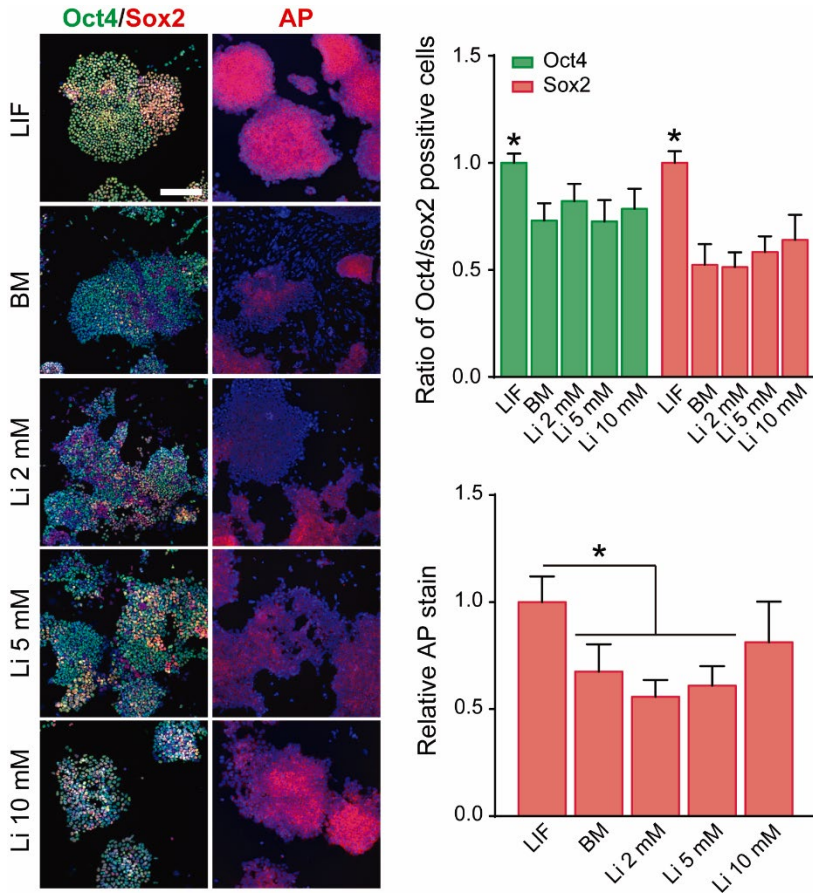 Oct4/Sox2
AP
LIF
BM
Li 2 mM
Li 5 mM
Li 10 mM
Ratio of Oct4/sox2 possitive cells
1.5
1.0
0.5
0.0
Oct4
Sox2
*
*
LIF
BM
Li 2 mM
Li 5 mM
Li 10 mM
LIF
BM
Li 2 mM
Li 5 mM
Li 10 mM
Relative AP stain
1.5
1.0
0.5
0.0
*
LIF
BM
Li 2 mM
Li 5 mM
Li 10 mM